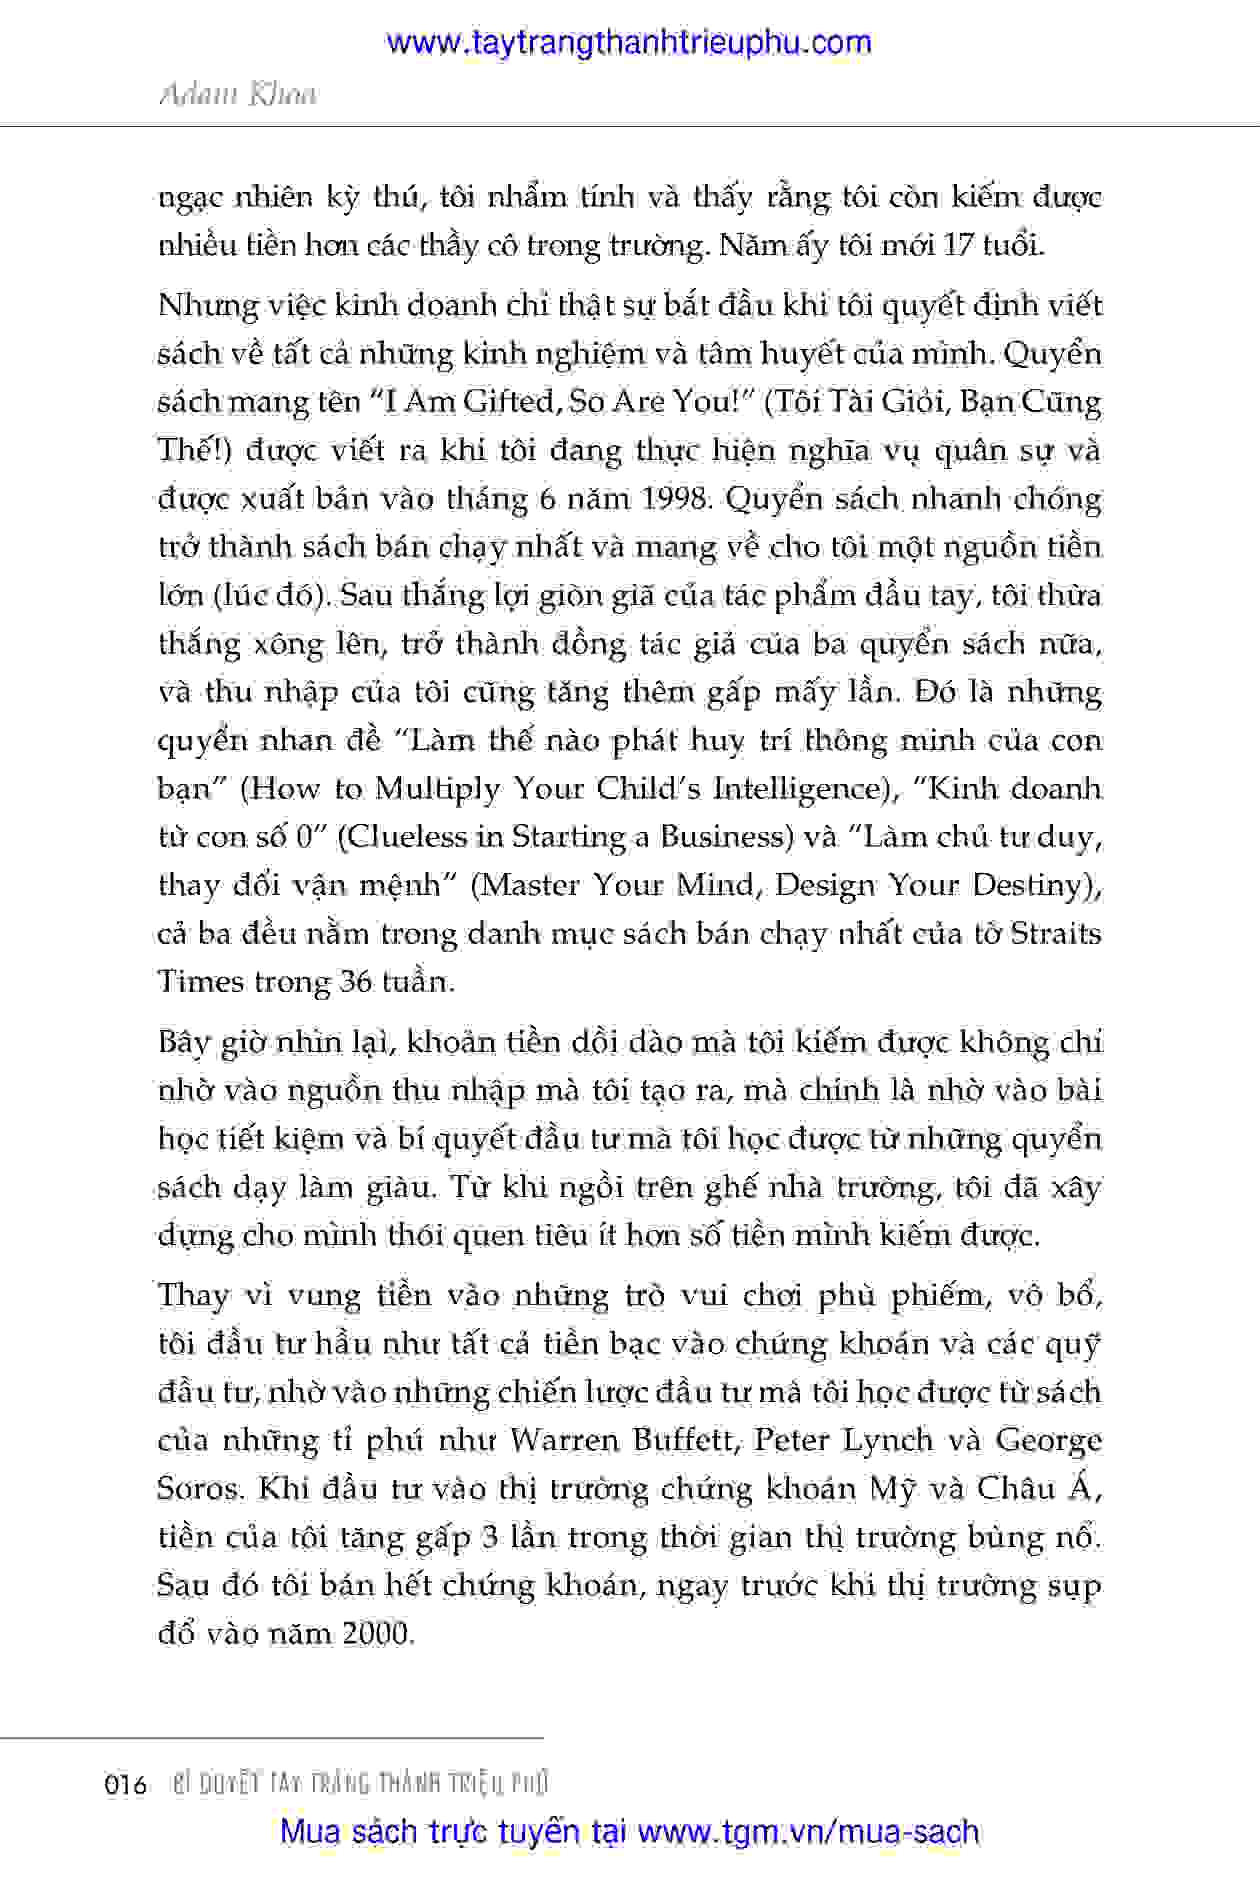 www.taytrangthanhtrieuphu.com
Adam Khoo
ngạc nhiên kỳ thú, tôi nhẩm tính và thấy rằng tôi còn kiếm được
nhiều tiền hơn các thầy cô trong trường. Năm ấy tôi mới 17 tuổi.
Nhưng việc kinh doanh chỉ thật sự bắt đầu khi tôi quyết định viết
sách về tất cả những kinh nghiệm và tâm huyết của mình. Quyển
sách mang tên “I Am Gifted, So Are You!” (Tôi Tài Giỏi, Bạn Cũng
Thế!) được viết ra khi tôi đang thực hiện nghĩa vụ quân sự và
được xuất bản vào tháng 6 năm 1998. Quyển sách nhanh chóng
trở thành sách bán chạy nhất và mang về cho tôi một nguồn tiền
lớn (lúc đó). Sau thắng lợi giòn giã của tác phẩm đầu tay, tôi thừa
thắng xông lên, trở thành đồng tác giả của ba quyển sách nữa,
và thu nhập của tôi cũng tăng thêm gấp mấy lần. Đó là những
quyển nhan đề “Làm thế nào phát huy trí thông minh của con
bạn” (How to Multiply Your Child’s Intelligence), “Kinh doanh
từ con số 0” (Clueless in Starting a Business) và “Làm chủ tư duy,
thay đổi vận mệnh” (Master Your Mind, Design Your Destiny),
cả ba đều nằm trong danh mục sách bán chạy nhất của tờ Straits
Times trong 36 tuần.
Bây giờ nhìn lại, khoản tiền dồi dào mà tôi kiếm được không chỉ
nhờ vào nguồn thu nhập mà tôi tạo ra, mà chính là nhờ vào bài
học tiết kiệm và bí quyết đầu tư mà tôi học được từ những quyển
sách dạy làm giàu. Từ khi ngồi trên ghế nhà trường, tôi đã xây
dựng cho mình thói quen tiêu ít hơn số tiền mình kiếm được.
Thay vì vung tiền vào những trò vui chơi phù phiếm, vô bổ,
tôi đầu tư hầu như tất cả tiền bạc vào chứng khoán và các quỹ
đầu tư, nhờ vào những chiến lược đầu tư mà tôi học được từ sách
của những tỉ phú như Warren Buffett, Peter Lynch và George
Soros. Khi đầu tư vào thị trường chứng khoán Mỹ và Châu Á,
tiền của tôi tăng gấp 3 lần trong thời gian thị trường bùng nổ.
Sau đó tôi bán hết chứng khoán, ngay trước khi thị trường sụp
đổ vào năm 2000.
016 BÍ QUYẾT TAY TRẮNG THÀNH TRIỆU PHÚ
Mua sách trực tuyến tại www.tgm.vn/mua-sach